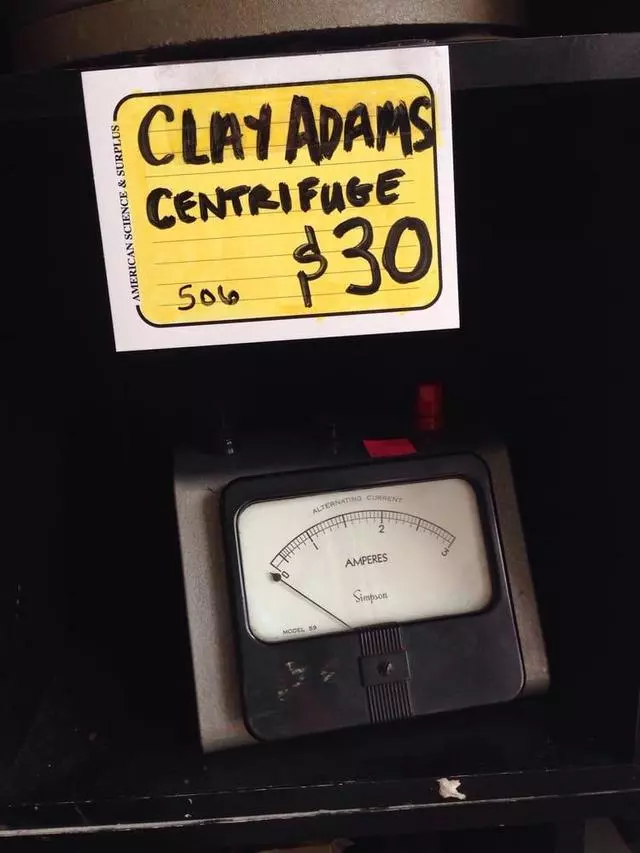 AMERICAN SCIENCE & SURPLUS
CLAY ADAMS
CENTRIFUGE
$30
506
ALTERNATING CURRENT
0 1 2 3
AMPERES
Simpson
MODEL 59